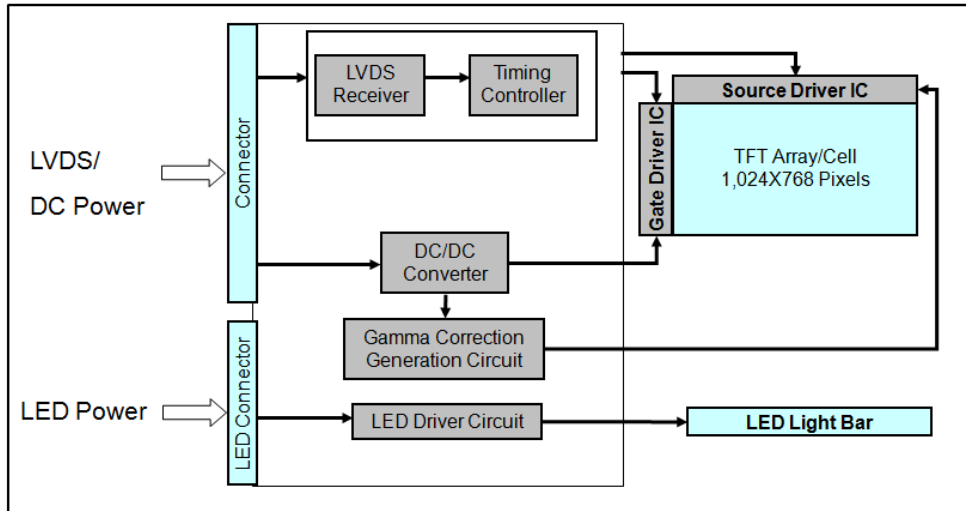 LVDS/
DC Power
Connector
LVDS
Receiver
Timing
Controller
Source Driver IC
Gate Driver IC
TFT Array/Cell
1,024X768 Pixels
DC/DC
Converter
Gamma Correction
Generation Circuit
LED Power
LED Connector
LED Driver Circuit
LED Light Bar